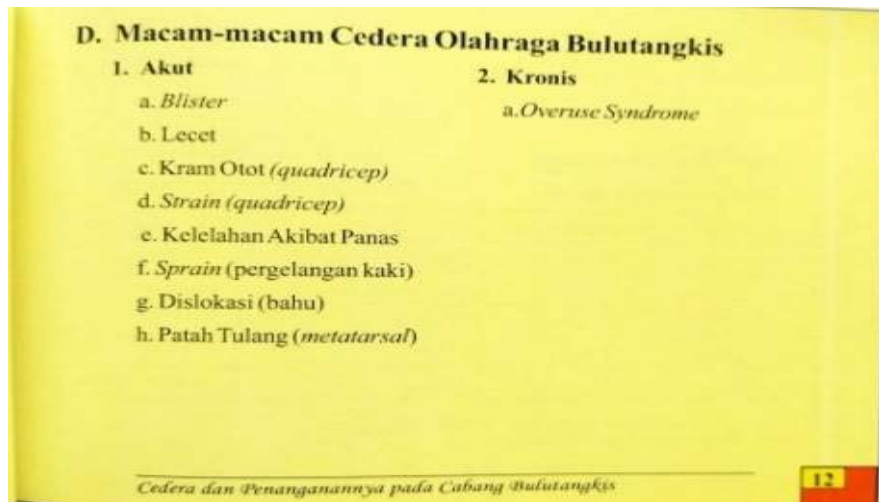 D. Macam-macam Cedera Olahraga Bulutangkis
1. Akut
a. Blister
b. Lecet
c. Kram Otot (quadricep)
d. Strain (quadricep)
e. Kelelahan Akibat Panas
f. Sprain (pergelangan kaki)
g. Dislokasi (bahu)
h. Patah Tulang (metatarsal)
2. Kronis
a. Overuse Syndrome
Cedera dan Penanganannya pada Cabang Bulutangkis
12